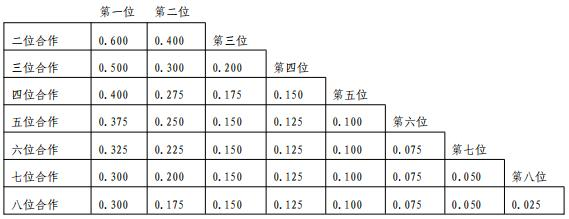 第一位 第二位
二位合作 0.600 0.400 第三位
三位合作 0.500 0.300 0.200 第四位
四位合作 0.400 0.275 0.175 0.150 第五位
五位合作 0.375 0.250 0.150 0.125 0.100 第六位
六位合作 0.325 0.225 0.150 0.125 0.100 0.075 第七位
七位合作 0.300 0.200 0.150 0.125 0.100 0.075 0.050 第八位
八位合作 0.300 0.175 0.150 0.125 0.100 0.075 0.050 0.025